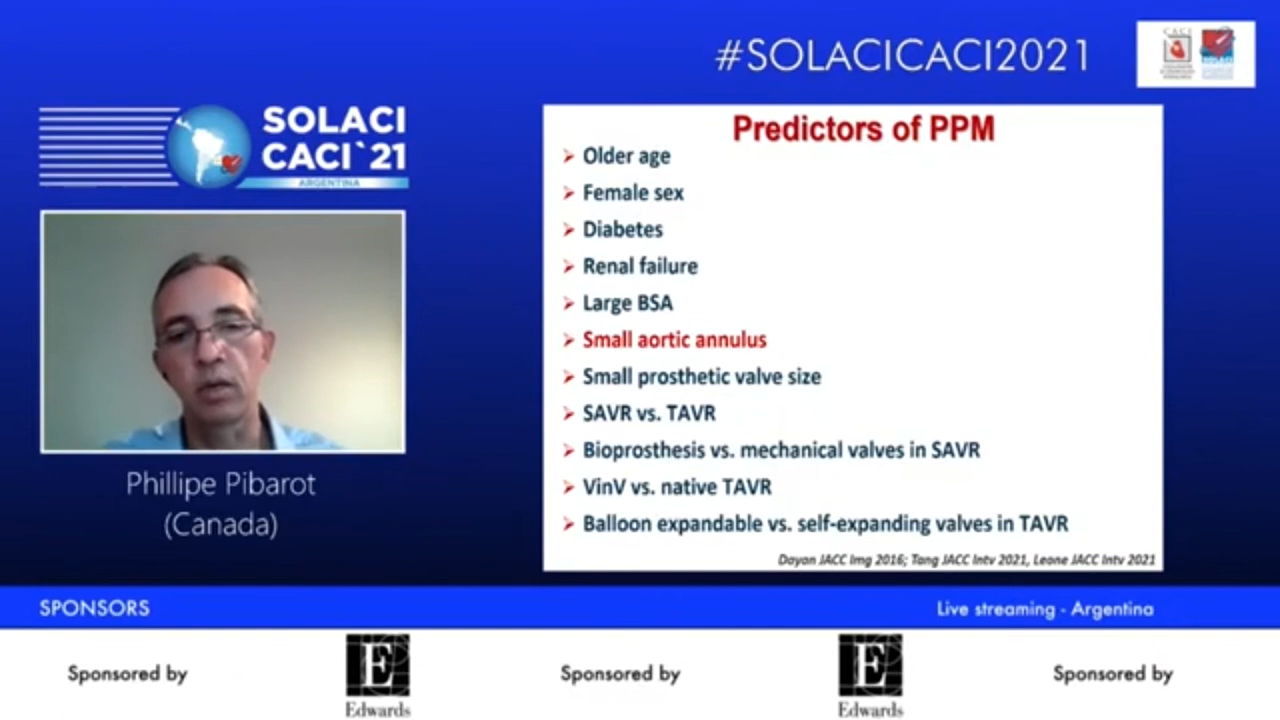 #SOLACICACI2021
SOLACI
CACI`21
ARGENTINA
Phillipe Pibarot
(Canada)
Predictors of PPM
➢ Older age
➢ Female sex
➢ Diabetes
➢ Renal failure
➢ Large BSA
➢ Small aortic annulus
➢ Small prosthetic valve size
➢ SAVR vs. TAVR
➢ Bioprosthesis vs. mechanical valves in SAVR
➢ VinV vs. native TAVR
➢ Balloon expandable vs. self-expanding valves in TAVR
Dayan JACC Img 2016; Tang JACC Intv 2021, Leone JACC Intv 2021
SPONSORS
Live streaming - Argentina
Sponsored by
E
Edwards
Sponsored by
E
Edwards
Sponsored by